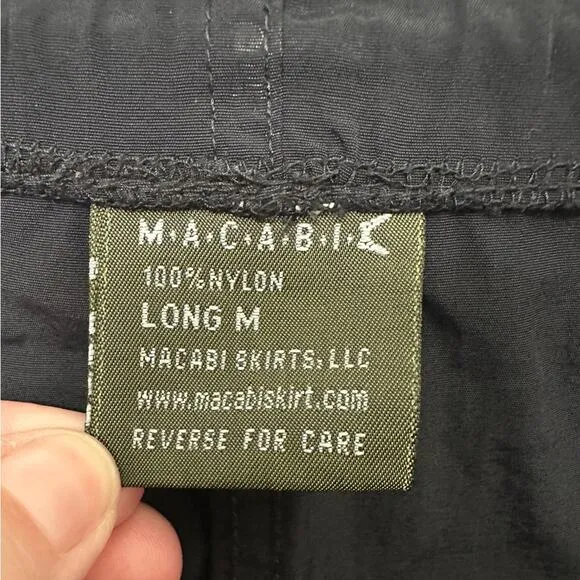 M·A·C·A·B·I
100% NYLON
LONG M
MACABI SKIRTS, LLC
www.macabiskirt.com
REVERSE FOR CARE